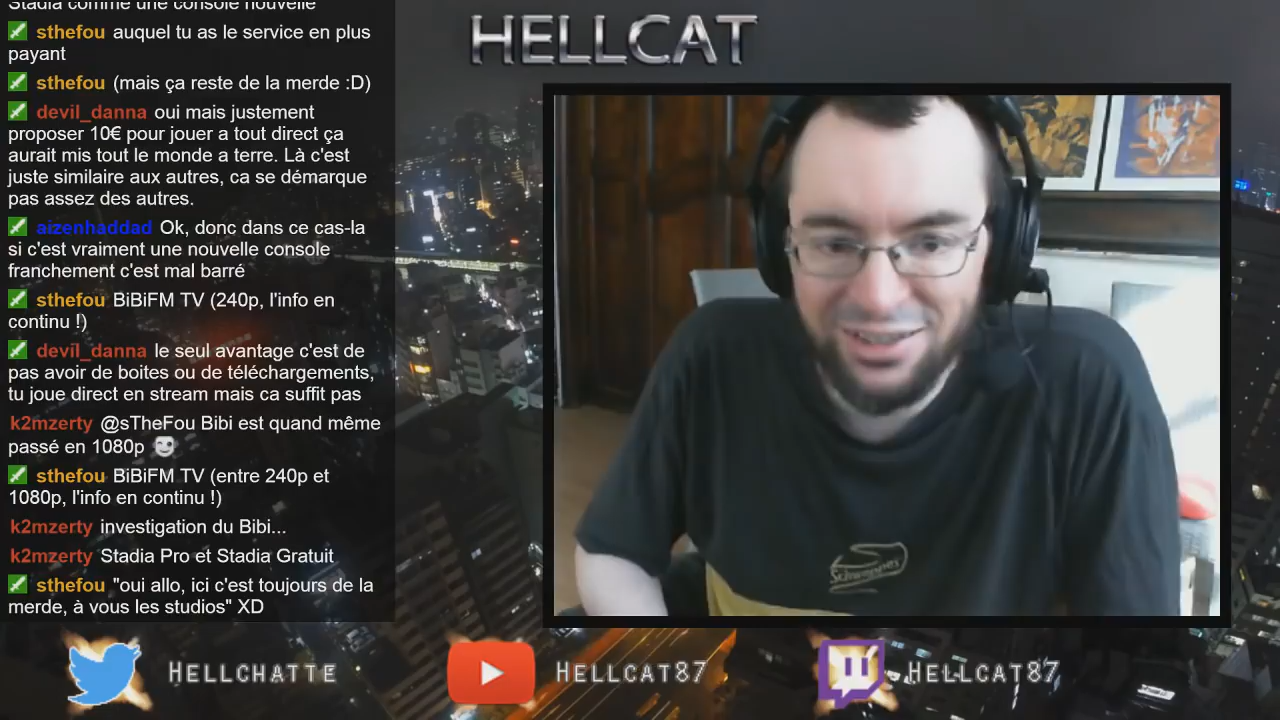 Stadia comme une console nouvelle
sthefou auquel tu as le service en plus
payant
sthefou (mais ça reste de la merde :D)
devil_danna oui mais justement
proposer 10€ pour jouer a tout direct ça
aurait mis tout le monde a terre. Là c'est
juste similaire aux autres, ca se démarque
pas assez des autres.
aizenhaddad Ok, donc dans ce cas-la
si c'est vraiment une nouvelle console
franchement c'est mal barré
sthefou BiBiFM TV (240p, l'info en
continu !)
devil_danna le seul avantage c'est de
pas avoir de boites ou de téléchargements,
tu joue direct en stream mais ca suffit pas
k2mzerty @sTheFou Bibi est quand même
passé en 1080p
sthefou BiBiFM TV (entre 240p et
1080p, l'info en continu !)
k2mzerty investigation du Bibi...
k2mzerty Stadia Pro et Stadia Gratuit
sthefou "oui allo, ici c'est toujours de la
merde, à vous les studios" XD
HELLCAT
Schweppes
HELLCHATTE
HELLCAT87
HELLCAT87